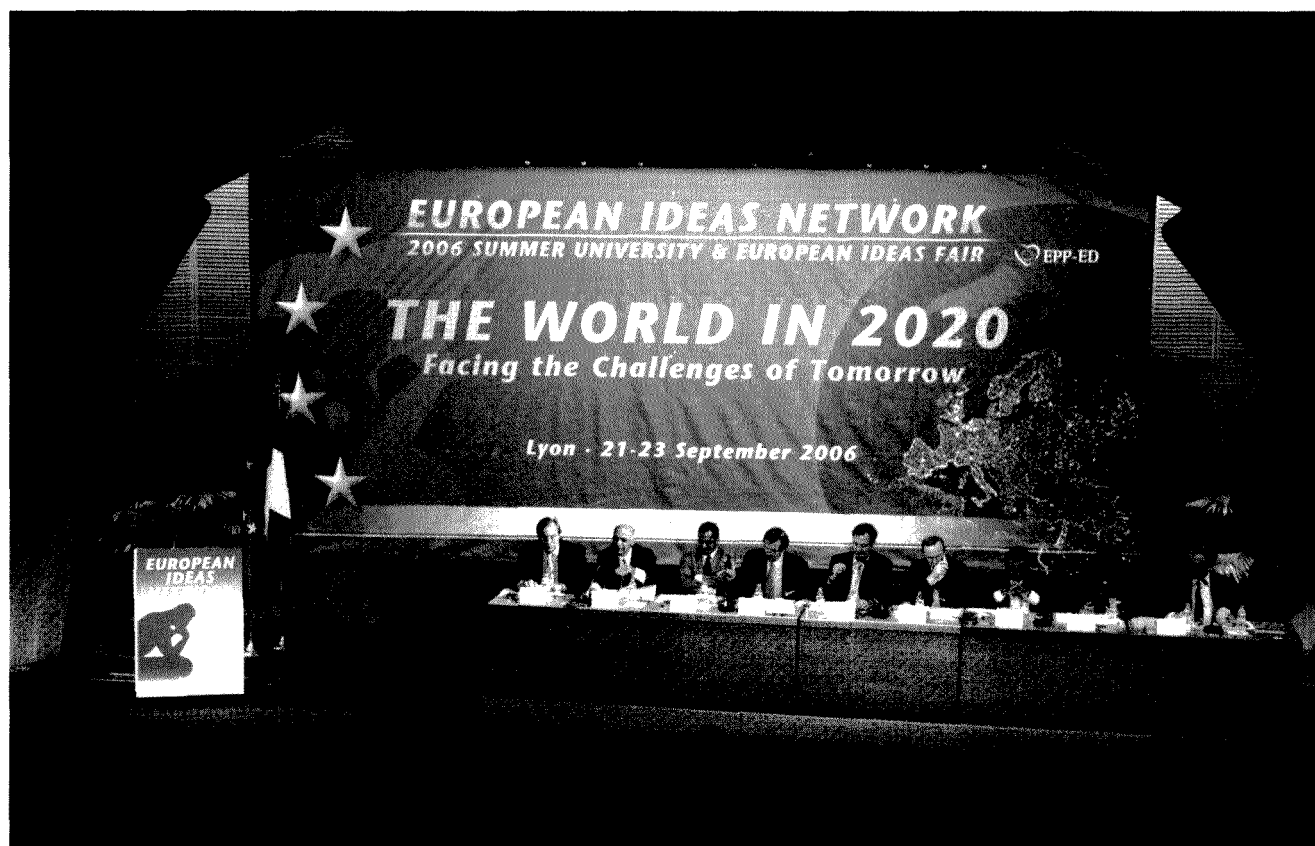 EUROPEAN IDEAS NETWORK
2006 SUMMER UNIVERSITY & EUROPEAN IDEAS FAIR
EPP-ED
THE WORLD IN 2020
Facing the Challenges of Tomorrow
Lyon · 21-23 September 2006
EUROPEAN
IDEAS